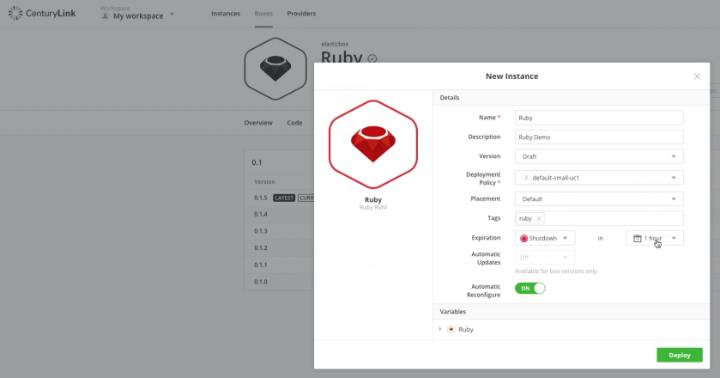 CenturyLink
Workspace
My workspace
Instances
Boxes
Providers
elasticbox
Ruby
Overview
Code
0.1
Version
0.1.5 LATEST
0.1.4
0.1.3
0.1.2
0.1.1
0.1.0
New Instance
Ruby
Ruby RVM
Details
Name * Ruby
Description Ruby Demo
Version Draft
Deployment
Policy * default-small-uc1
Placement Default
Tags ruby
Expiration Shutdown in 1 hour
Automatic
Updates Off
Available for box versions only.
Automatic
Reconfigure ON
Variables
Ruby
Deploy